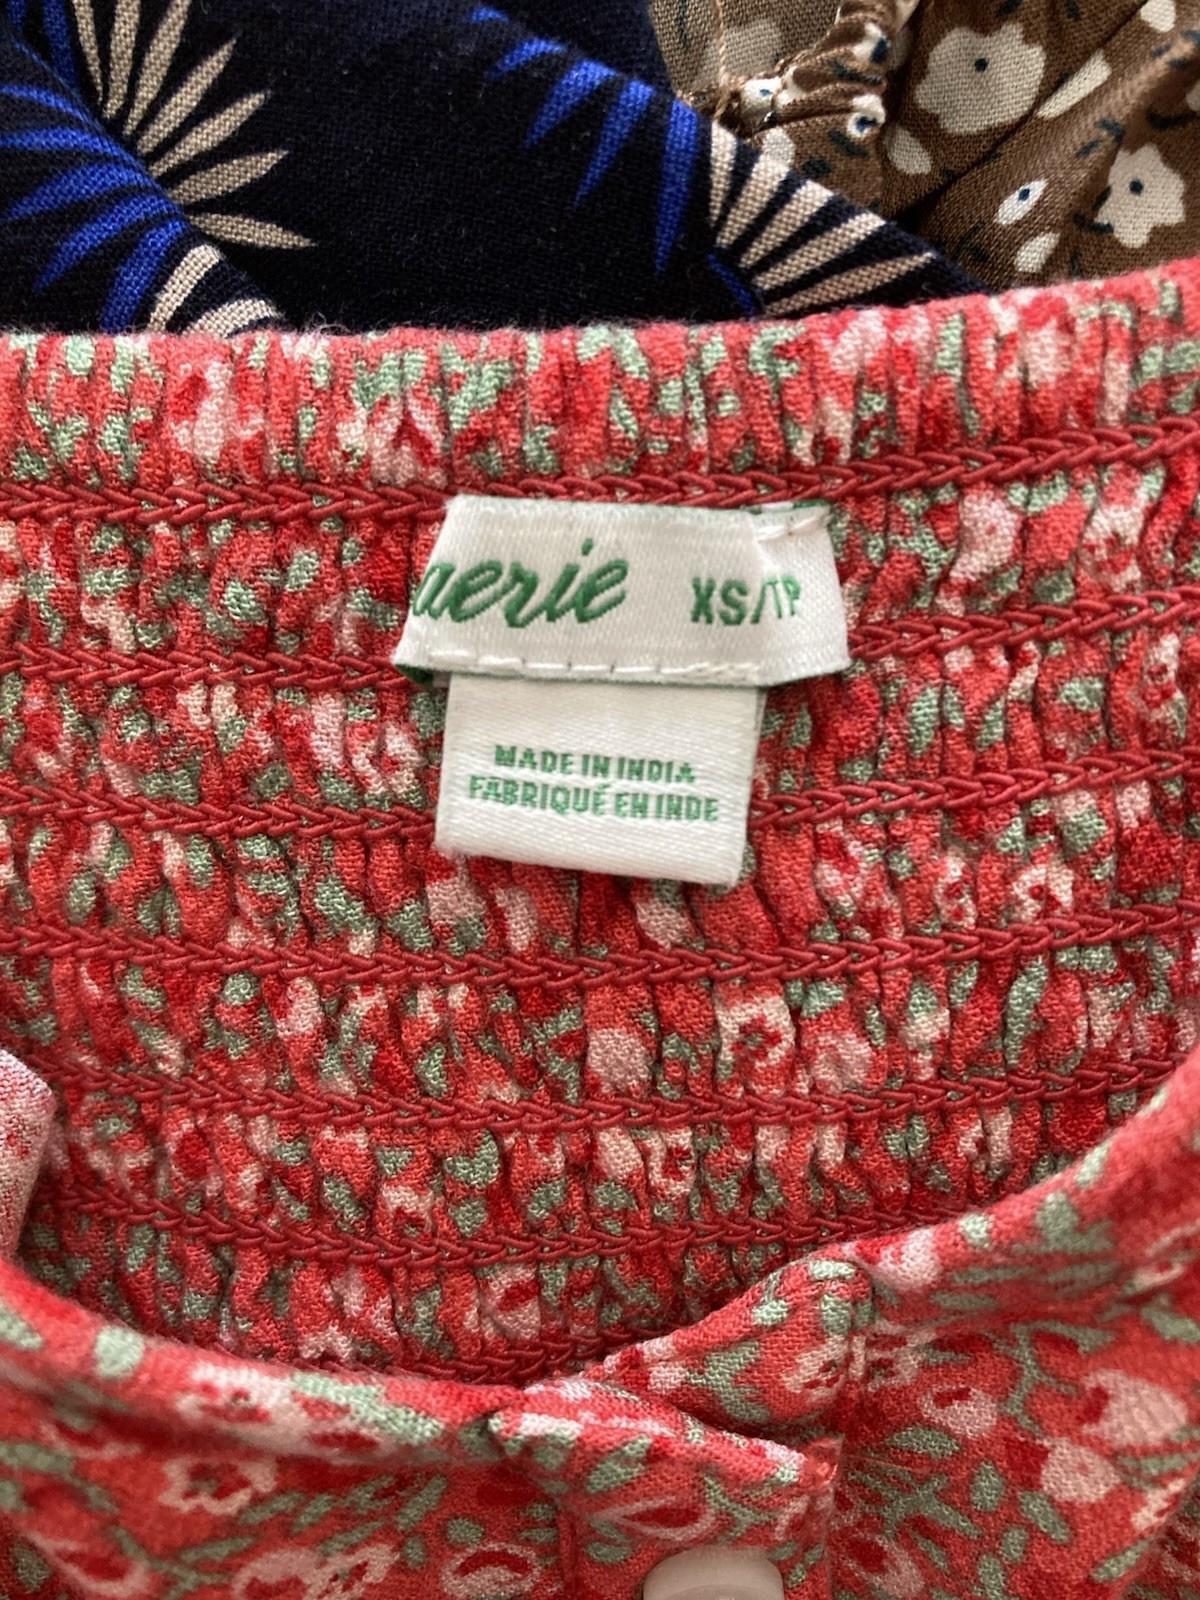 aerie XS/TP
MADE IN INDIA
FABRIQUÉ EN INDE